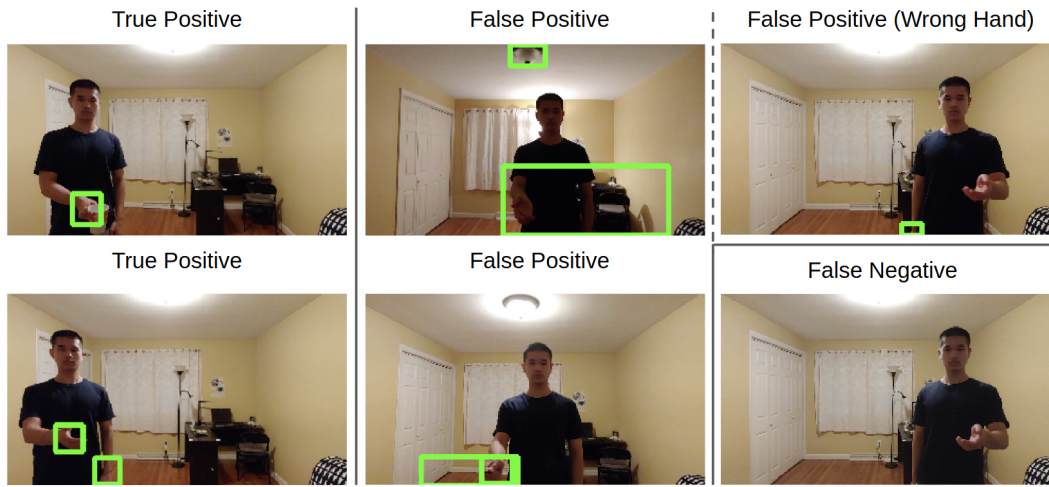 True Positive
False Positive
False Positive (Wrong Hand)
True Positive
False Positive
False Negative